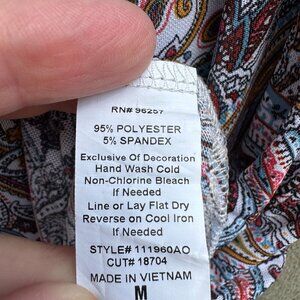 RN# 96257
95% POLYESTER
5% SPANDEX
Exclusive Of Decoration
Hand Wash Cold
Non-Chlorine Bleach
If Needed
Line or Lay Flat Dry
Reverse on Cool Iron
If Needed
STYLE# 111960AO
CUT# 18704
MADE IN VIETNAM
M